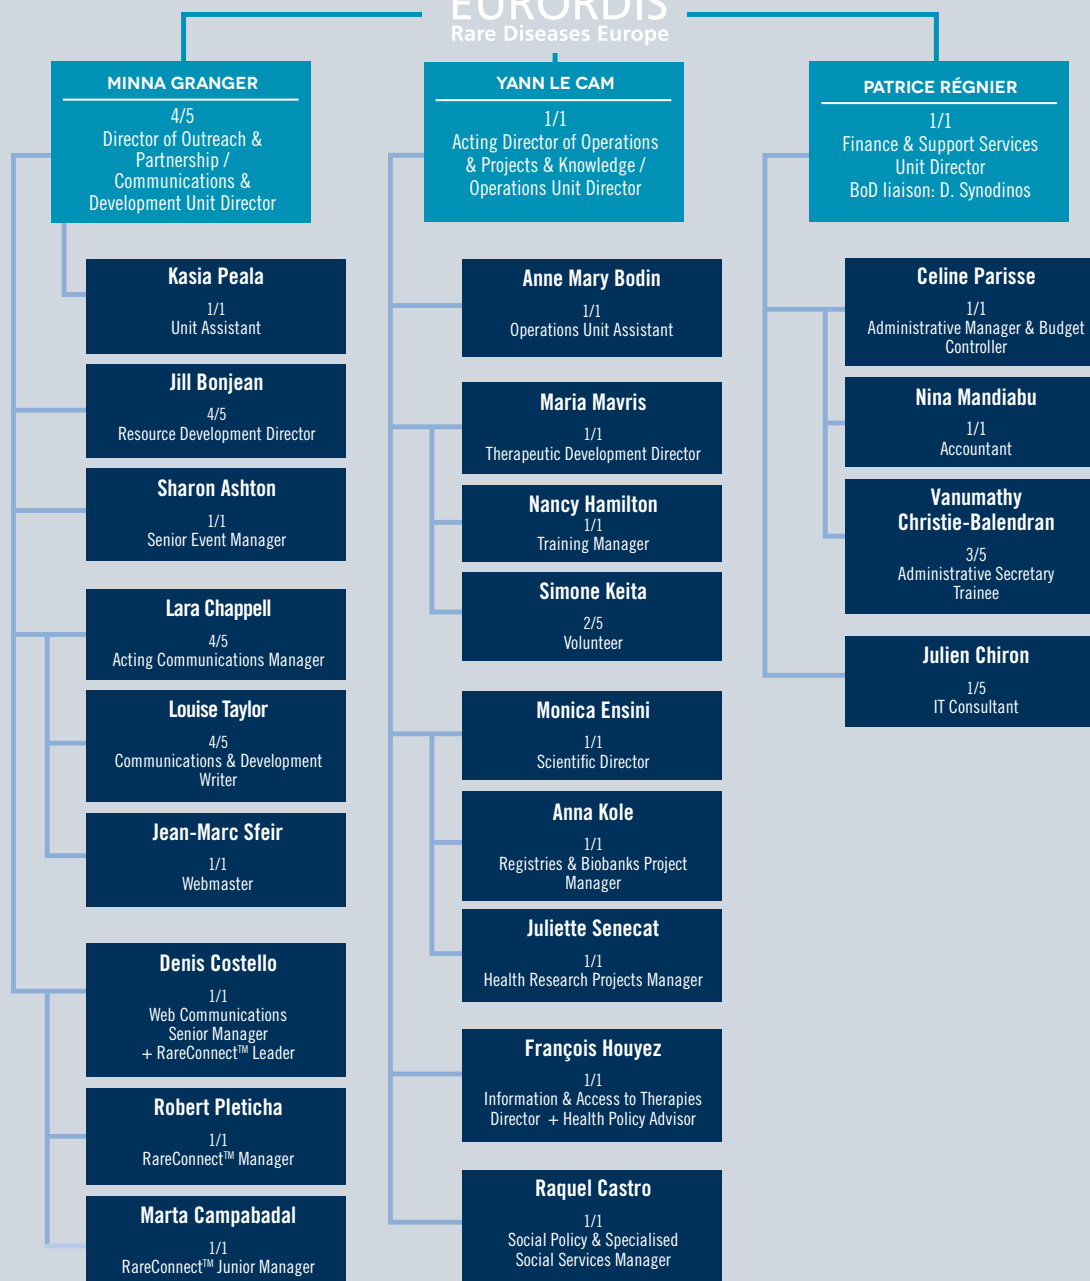 EURORDIS
Rare Diseases Europe
MINNA GRANGER
4/5
Director of Outreach &
Partnership /
Communications &
Development Unit Director
Kasia Peala
1/1
Unit Assistant
Jill Bonjean
4/5
Resource Development Director
Sharon Ashton
1/1
Senior Event Manager
Lara Chappell
4/5
Acting Communications Manager
Louise Taylor
4/5
Communications & Development
Writer
Jean-Marc Sfeir
1/1
Webmaster
Denis Costello
1/1
Web Communications
Senior Manager
+ RareConnect™ Leader
Robert Pleticha
1/1
RareConnect™ Manager
Marta Campabadal
1/1
RareConnect™ Junior Manager
YANN LE CAM
1/1
Acting Director of Operations
& Projects & Knowledge /
Operations Unit Director
Anne Mary Bodin
1/1
Operations Unit Assistant
Maria Mavris
1/1
Therapeutic Development Director
Nancy Hamilton
1/1
Training Manager
Simone Keita
2/5
Volunteer
Monica Ensini
1/1
Scientific Director
Anna Kole
1/1
Registries & Biobanks Project
Manager
Juliette Senecat
1/1
Health Research Projects Manager
François Houyez
1/1
Information & Access to Therapies
Director + Health Policy Advisor
Raquel Castro
1/1
Social Policy & Specialised
Social Services Manager
PATRICE RÉGNIER
1/1
Finance & Support Services
Unit Director
BoD liaison: D. Synodinos
Celine Parisse
1/1
Administrative Manager & Budget
Controller
Nina Mandiabu
1/1
Accountant
Vanumathy
Christie-Balendran
3/5
Administrative Secretary
Trainee
Julien Chiron
1/5
IT Consultant